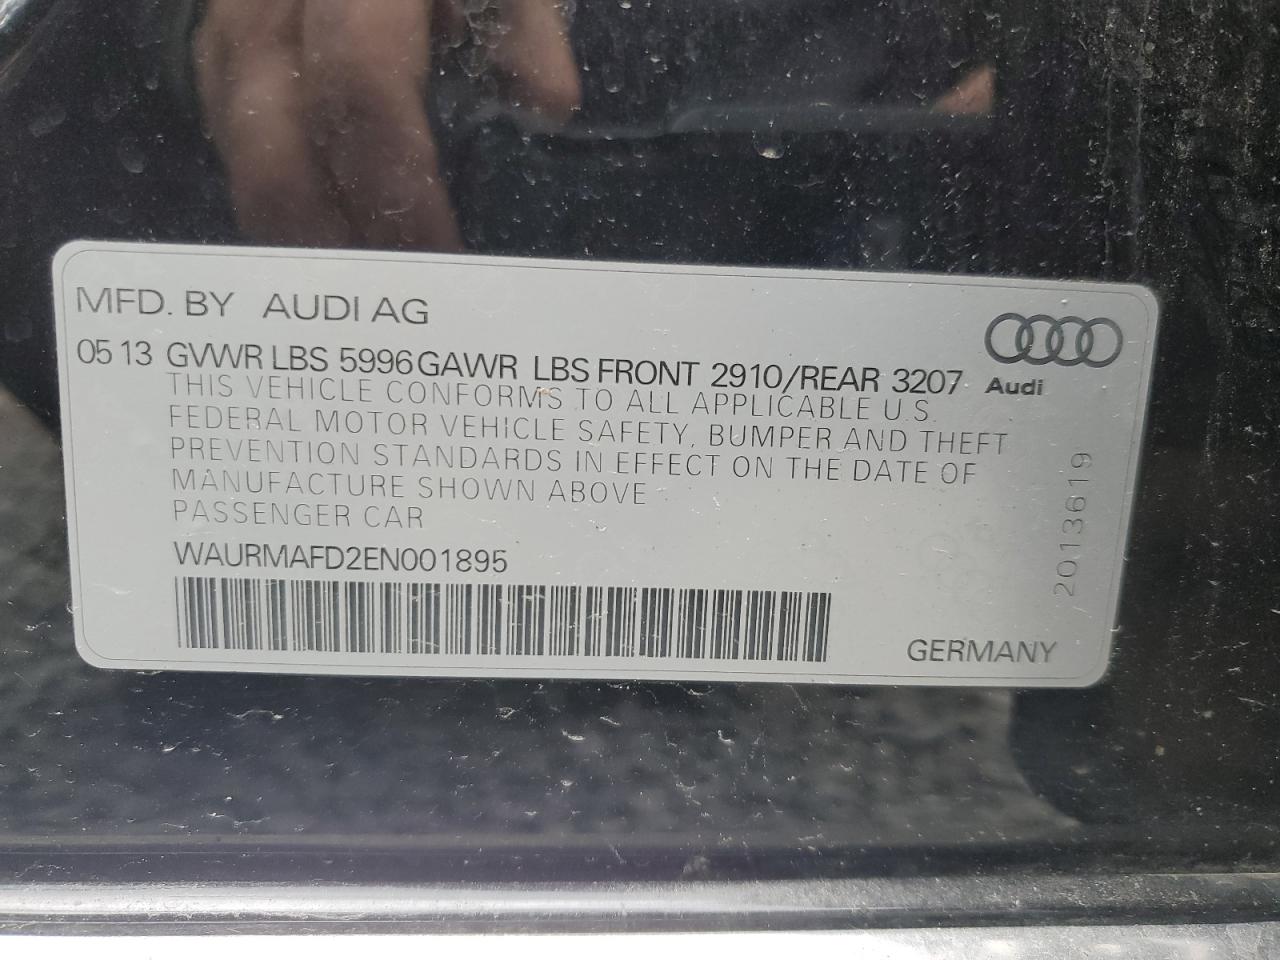 MFD. BY AUDI AG
05 13 GVWR LBS 5996 GAWR LBS FRONT 2910/REAR 3207
Audi
THIS VEHICLE CONFORMS TO ALL APPLICABLE U.S.
FEDERAL MOTOR VEHICLE SAFETY, BUMPER AND THEFT
PREVENTION STANDARDS IN EFFECT ON THE DATE OF
MANUFACTURE SHOWN ABOVE
PASSENGER CAR
WAURMAFD2EN001895
2013619
GERMANY